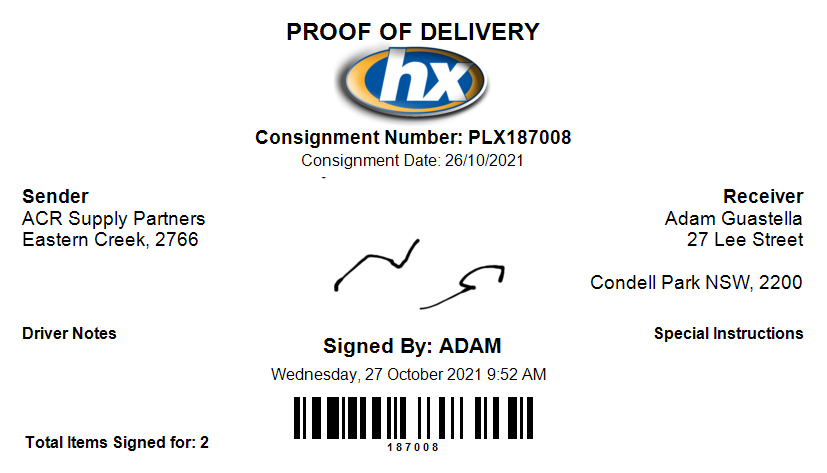 PROOF OF DELIVERY
hx
Consignment Number: PLX187008
Consignment Date: 26/10/2021
Sender
ACR Supply Partners
Eastern Creek, 2766
Receiver
Adam Guastella
27 Lee Street
Condell Park NSW, 2200
Driver Notes
Special Instructions
Signed By: ADAM
Wednesday, 27 October 2021 9:52 AM
187008
Total Items Signed for: 2